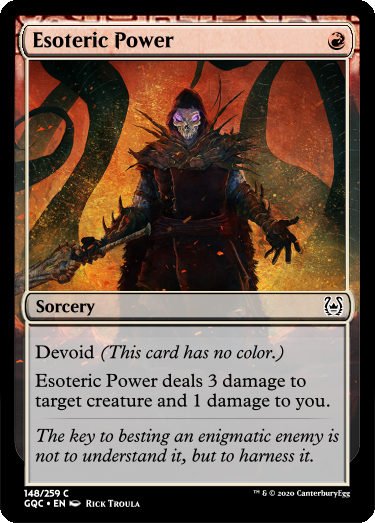 Esoteric Power
Sorcery
Devoid (This card has no color.)
Esoteric Power deals 3 damage to
target creature and 1 damage to you.
The key to besting an enigmatic enemy is
not to understand it, but to harness it.
148/259 C
GQC • EN Rick Troula
™ & © 2020 CanterburyEgg